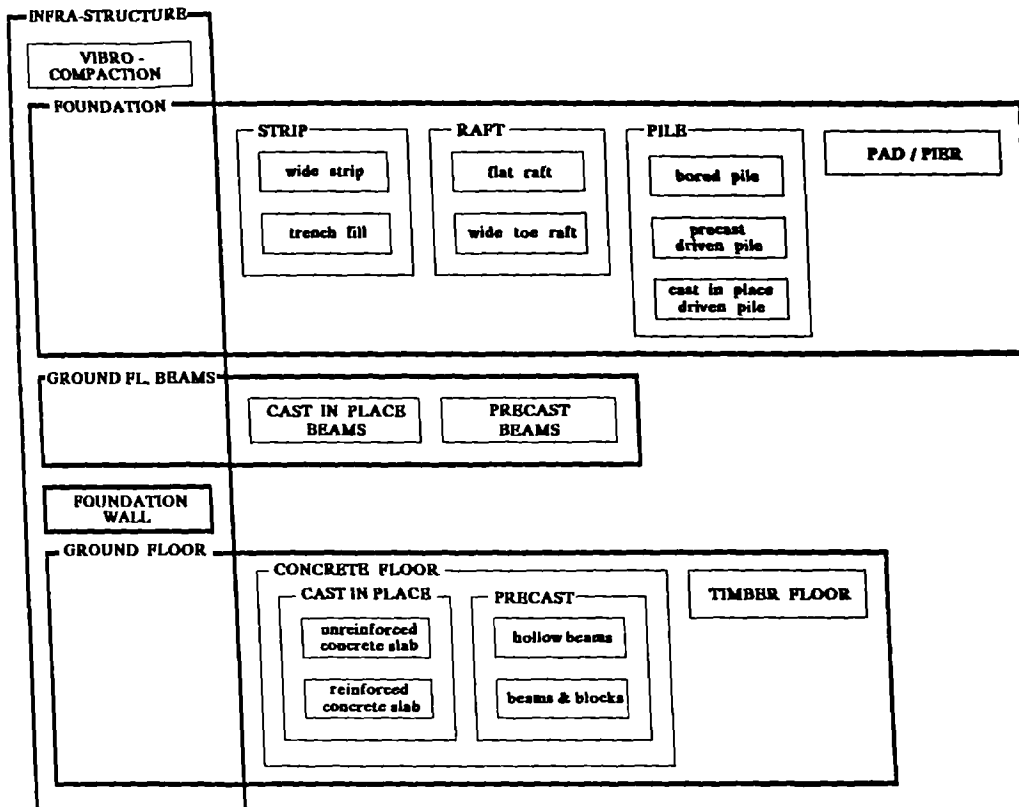 INFRA-STRUCTURE
VIBRO -
COMPACTION
FOUNDATION
STRIP
wide strip
trench fill
RAFT
flat raft
wide toe raft
PILE
bored pile
precast
driven pile
cast in place
driven pile
PAD / PIER
GROUND FL. BEAMS
CAST IN PLACE
BEAMS
PRECAST
BEAMS
FOUNDATION
WALL
GROUND FLOOR
CONCRETE FLOOR
CAST IN PLACE
unreinforced
concrete slab
reinforced
concrete slab
PRECAST
hollow beams
beams & blocks
TIMBER FLOOR